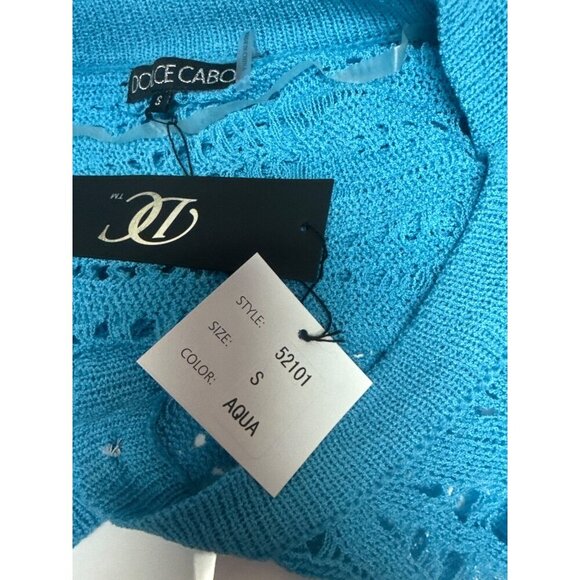 DOLCE CABO
S
DC
TM
STYLE: 52101
SIZE: S
COLOR: AQUA